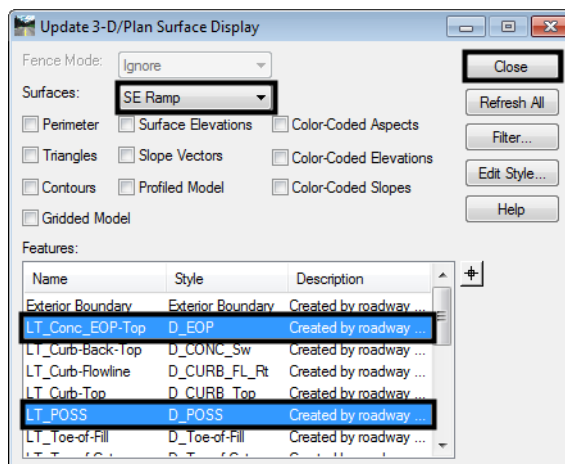 Update 3-D/Plan Surface Display
Fence Mode: Ignore
Close
Surfaces: SE Ramp
Refresh All
Perimeter Surface Elevations Color-Coded Aspects
Filter...
Triangles Slope Vectors Color-Coded Elevations
Edit Style...
Contours Profiled Model Color-Coded Slopes
Help
Gridded Model
Features:
Name Style Description
Exterior Boundary Exterior Boundary Created by roadway ...
LT_Conc_EOP-Top D_EOP Created by roadway ...
LT_Curb-Back-Top D_CONC_Sw Created by roadway ...
LT_Curb-Flowline D_CURB_FL_Rt Created by roadway ...
LT_Curb-Top D_CURB_Top Created by roadway ...
LT_POSS D_POSS Created by roadway ...
LT_Toe-of-Fill D_Toe-of-Fill Created by roadway ...